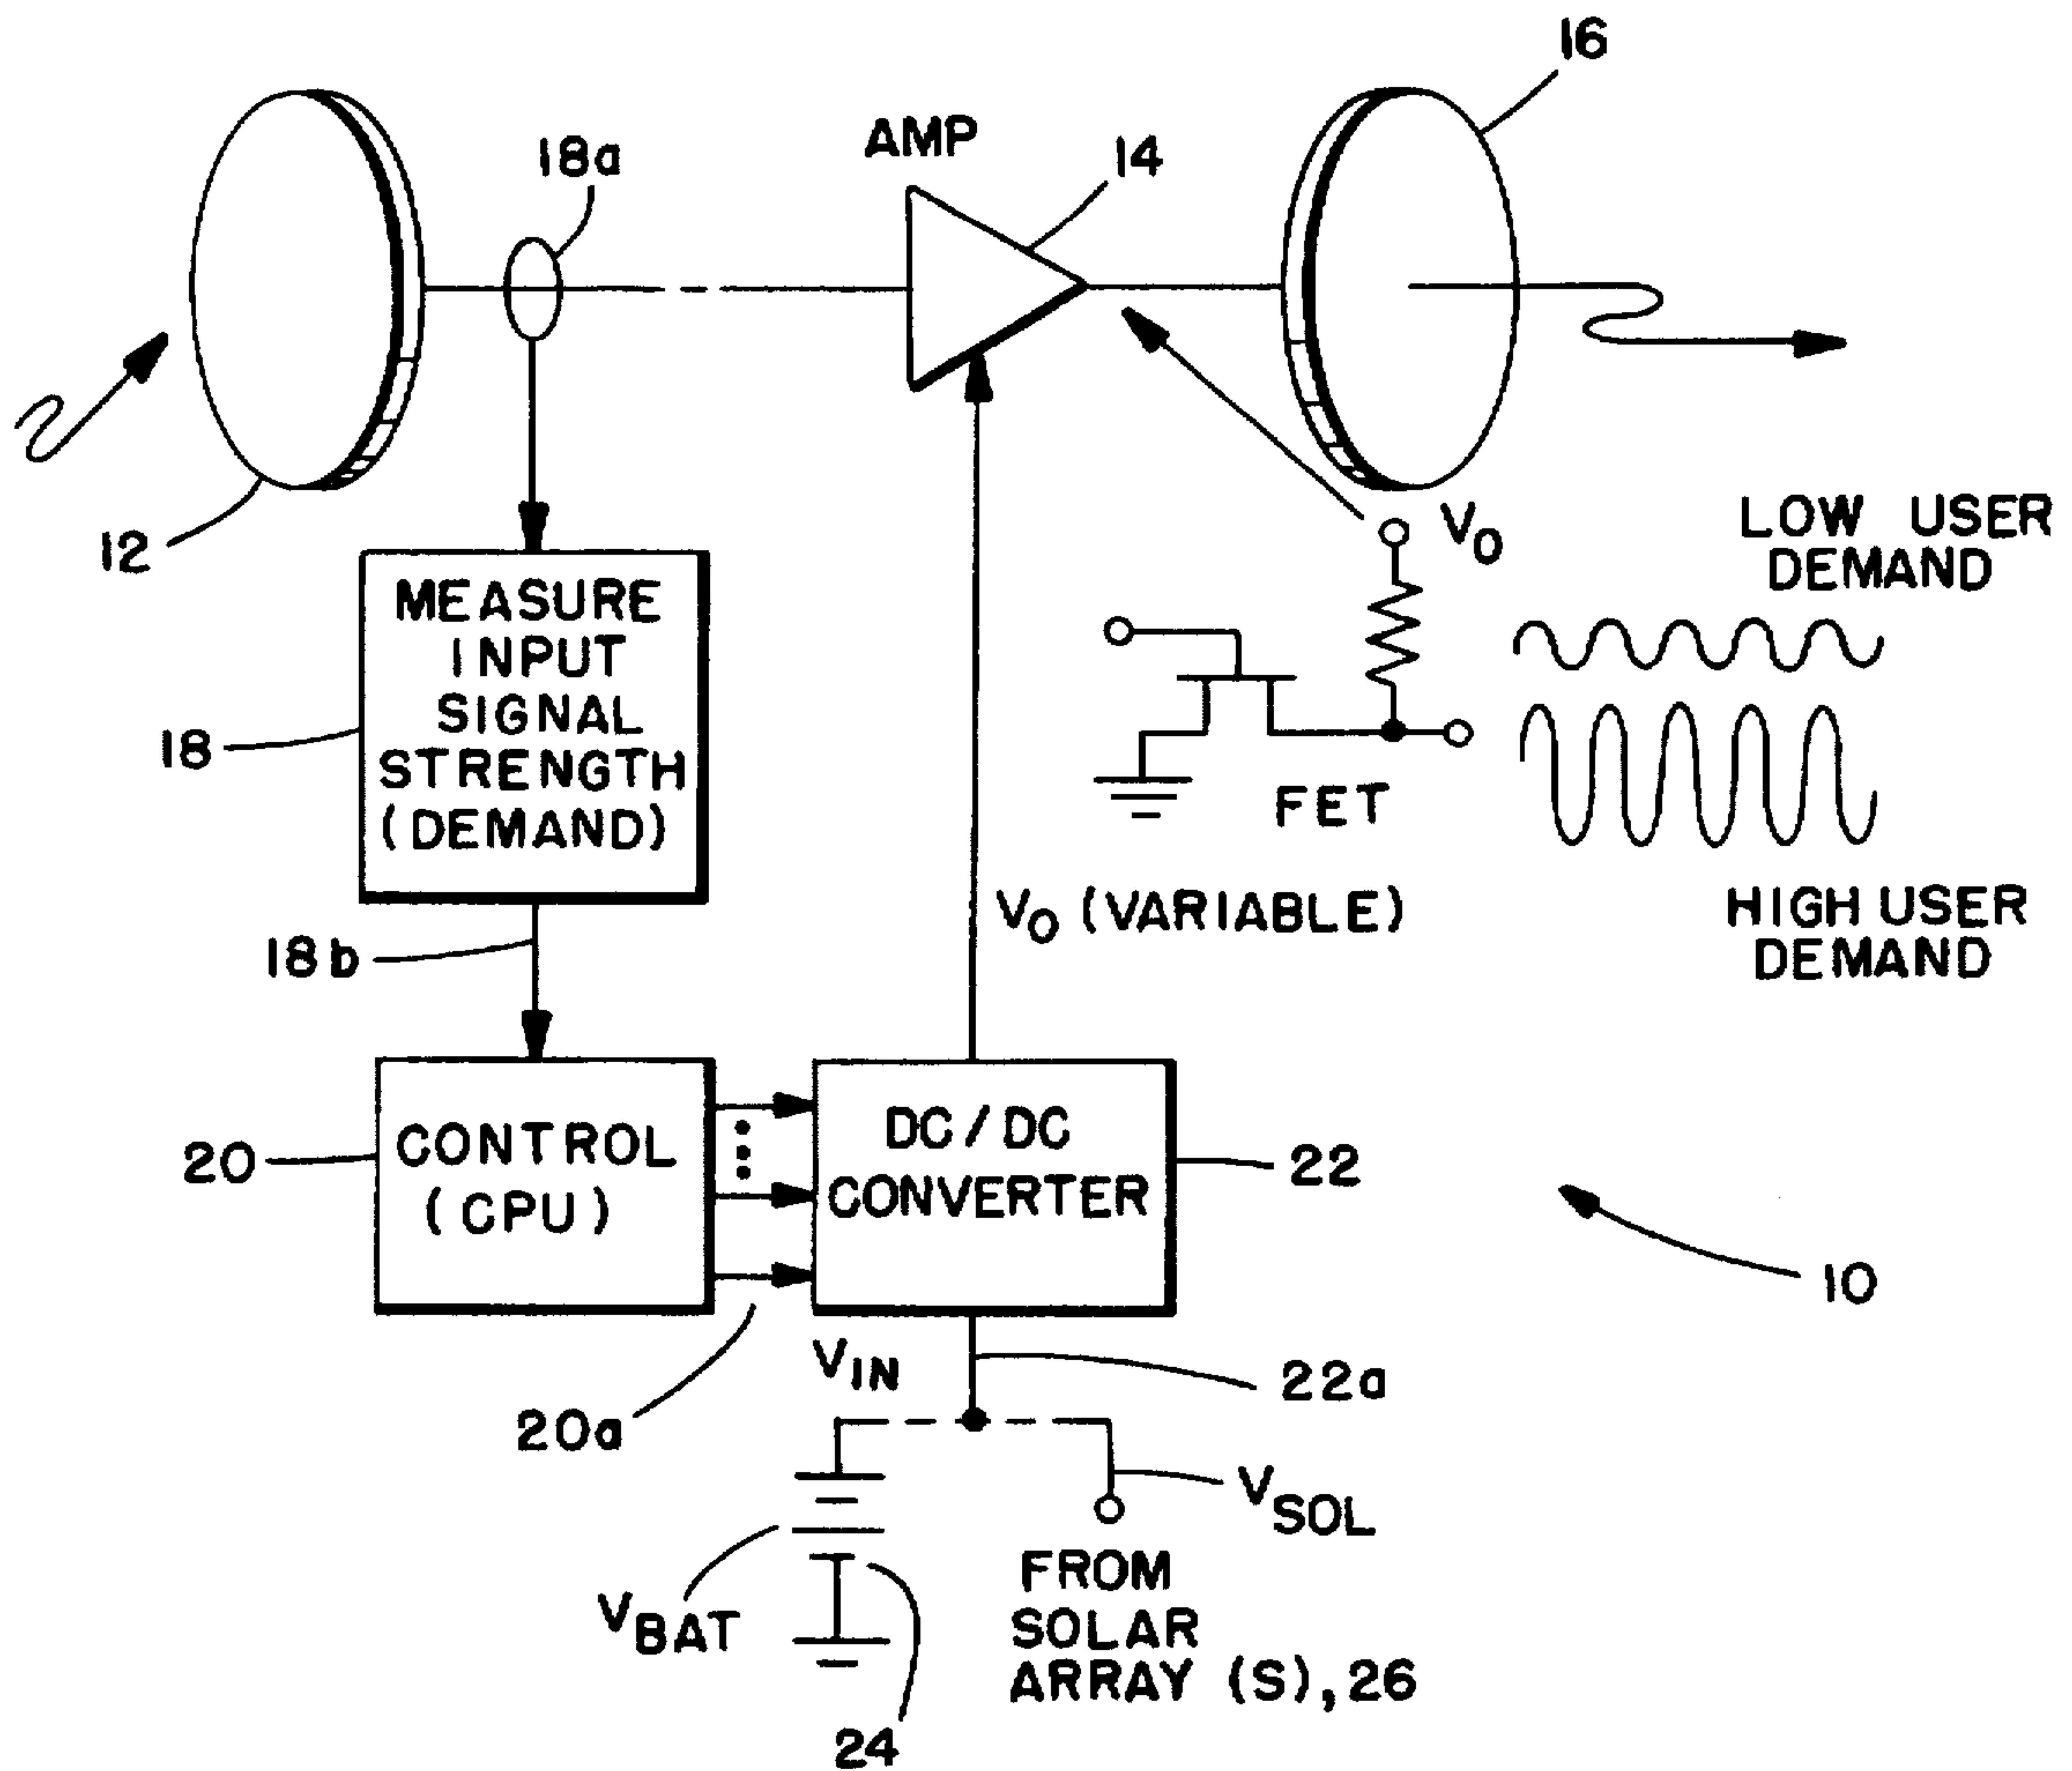 16
AMP
18a
14
12
V0
LOW USER
DEMAND
MEASURE
INPUT
SIGNAL
STRENGTH
(DEMAND)
18
FET
V0 (VARIABLE)
HIGH USER
DEMAND
18b
20
CONTROL
(CPU)
DC/DC
CONVERTER
22
10
VIN
22a
20a
VSOL
VBAT
FROM
SOLAR
ARRAY (S), 26
24